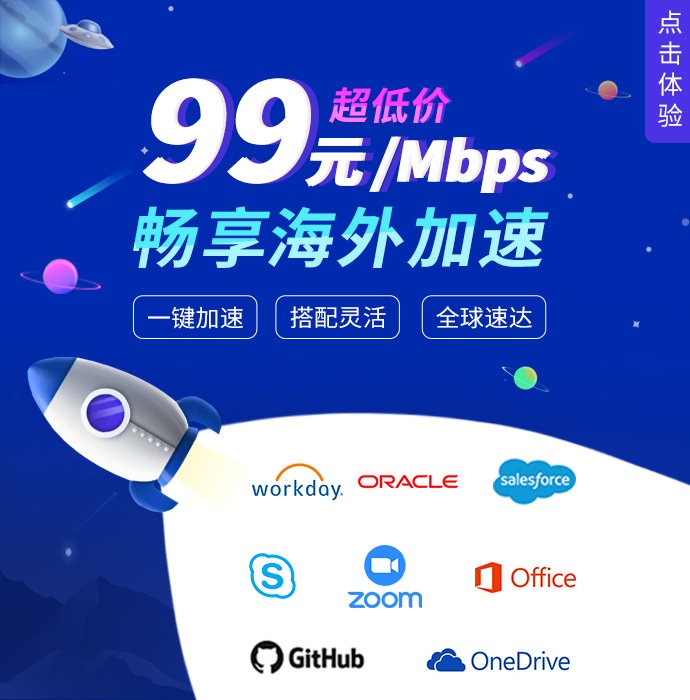 点击体验
超低价
99元/Mbps
畅享海外加速
一键加速 搭配灵活 全球速达
workday. ORACLE salesforce
S zoom Office
GitHub OneDrive